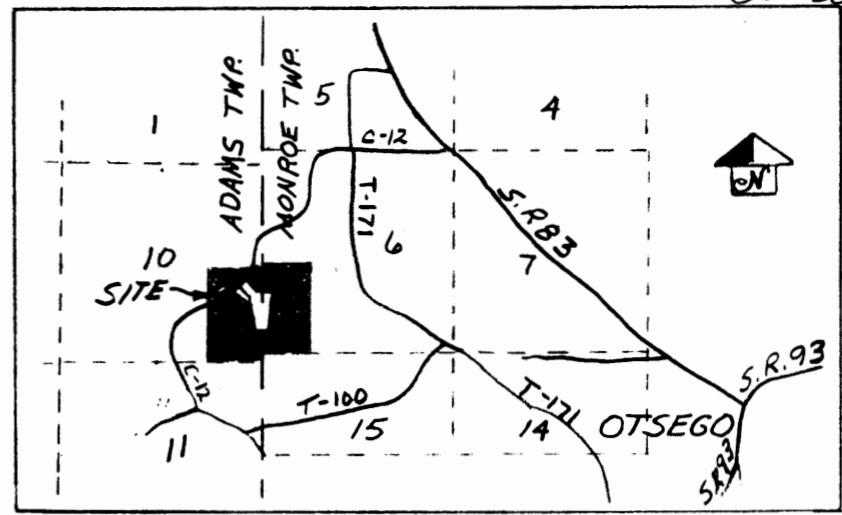 ADAMS TWP.
MONROE TWP.
1
5
4
C-12
T-171
S.R.83
N
10
SITE
6
7
C-12
T-100
T-171
S.R.93
11
15
14
OTSEGO
SR93